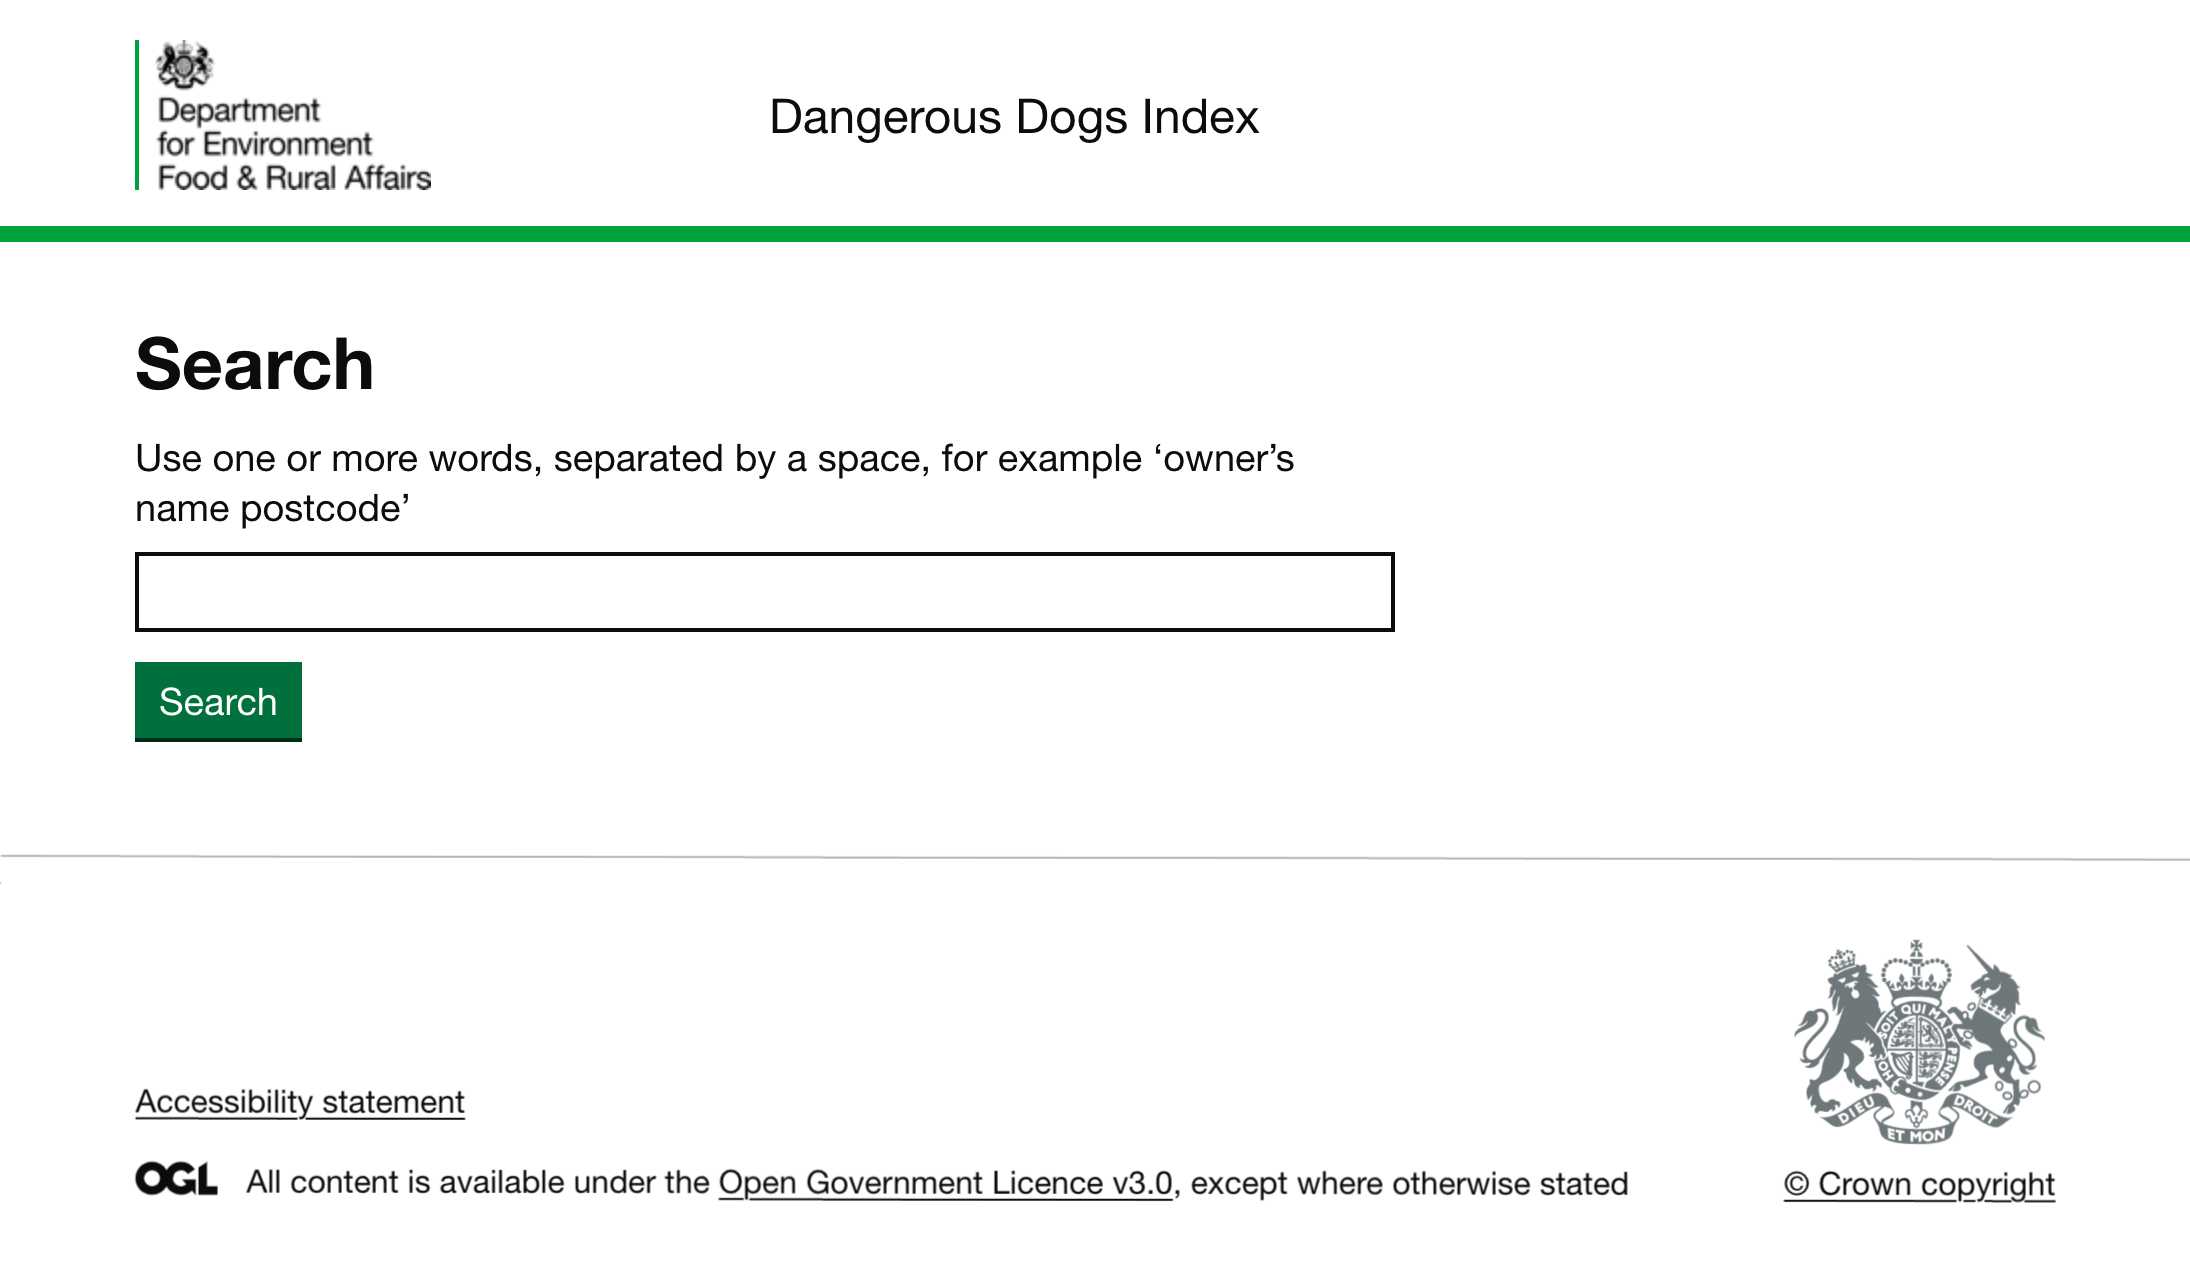 Department
for Environment
Food & Rural Affairs
Dangerous Dogs Index
Search
Use one or more words, separated by a space, for example ‘owner’s
name postcode’
Search
Accessibility statement
OGL All content is available under the Open Government Licence v3.0, except where otherwise stated
SOIT QUI MAL Y PENSE
HO
DIEU ET MON DROIT
© Crown copyright